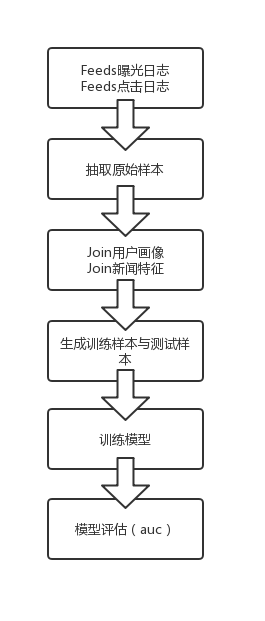 Feeds曝光日志
Feeds点击日志
抽取原始样本
Join用户画像
Join新闻特征
生成训练样本与测试样
本
训练模型
模型评估（auc）